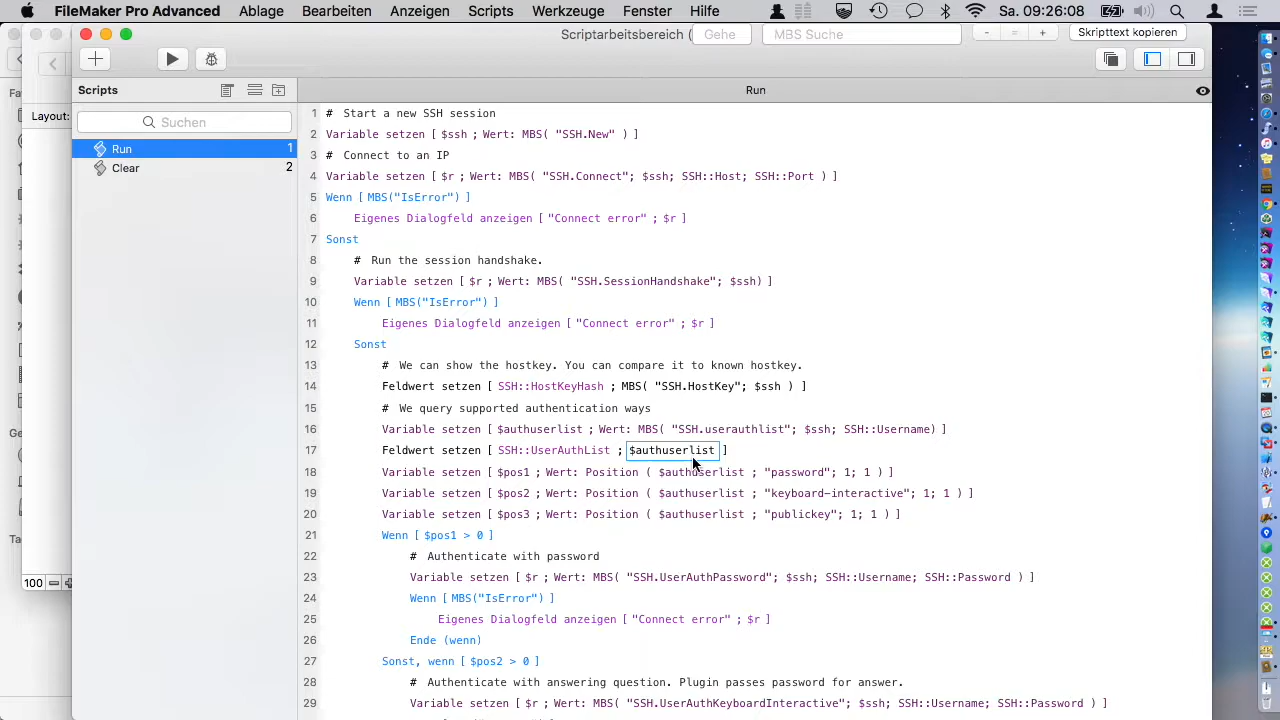 FileMaker Pro Advanced Ablage Bearbeiten Anzeigen Scripts Werkzeuge Fenster Hilfe Sa. 09:26:08
Scriptarbeitsbereich ( Gehe MBS Suche - = + Skripttext kopieren
Scripts Run
Layout:
Suchen
Run 1
Clear 2
100
1 # Start a new SSH session
2 Variable setzen [ $ssh ; Wert: MBS( "SSH.New" ) ]
3 # Connect to an IP
4 Variable setzen [ $r ; Wert: MBS( "SSH.Connect"; $ssh; SSH::Host; SSH::Port ) ]
5 Wenn [ MBS("IsError") ]
6 Eigenes Dialogfeld anzeigen [ "Connect error" ; $r ]
7 Sonst
8 # Run the session handshake.
9 Variable setzen [ $r ; Wert: MBS( "SSH.SessionHandshake"; $ssh) ]
10 Wenn [ MBS("IsError") ]
11 Eigenes Dialogfeld anzeigen [ "Connect error" ; $r ]
12 Sonst
13 # We can show the hostkey. You can compare it to known hostkey.
14 Feldwert setzen [ SSH::HostKeyHash ; MBS( "SSH.HostKey"; $ssh ) ]
15 # We query supported authentication ways
16 Variable setzen [ $authuserlist ; Wert: MBS( "SSH.userauthlist"; $ssh; SSH::Username) ]
17 Feldwert setzen [ SSH::UserAuthList ; $authuserlist ]
18 Variable setzen [ $pos1 ; Wert: Position ( $authuserlist ; "password"; 1; 1 ) ]
19 Variable setzen [ $pos2 ; Wert: Position ( $authuserlist ; "keyboard-interactive"; 1; 1 ) ]
20 Variable setzen [ $pos3 ; Wert: Position ( $authuserlist ; "publickey"; 1; 1 ) ]
21 Wenn [ $pos1 > 0 ]
22 # Authenticate with password
23 Variable setzen [ $r ; Wert: MBS( "SSH.UserAuthPassword"; $ssh; SSH::Username; SSH::Password ) ]
24 Wenn [ MBS("IsError") ]
25 Eigenes Dialogfeld anzeigen [ "Connect error" ; $r ]
26 Ende (wenn)
27 Sonst, wenn [ $pos2 > 0 ]
28 # Authenticate with answering question. Plugin passes password for answer.
29 Variable setzen [ $r ; Wert: MBS( "SSH.UserAuthKeyboardInteractive"; $ssh; SSH::Username; SSH::Password ) ]